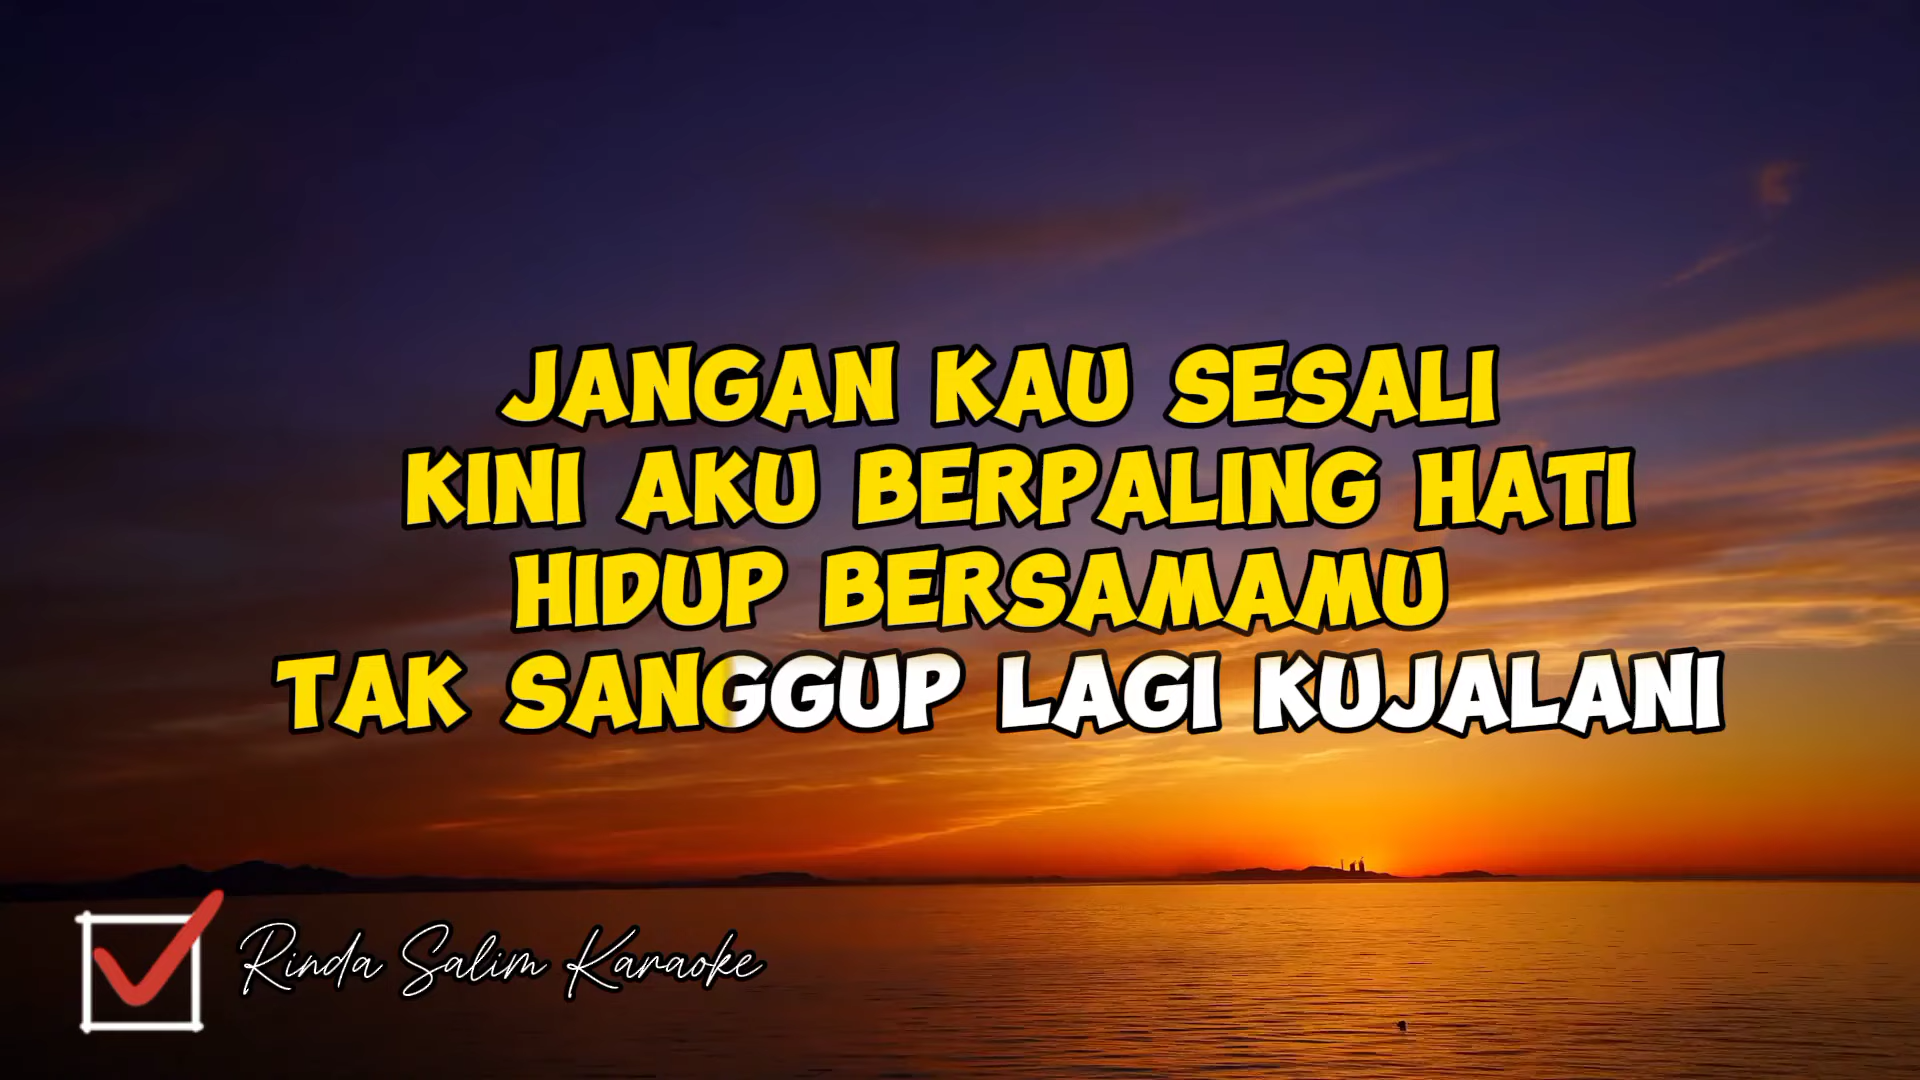 JANGAN KAU SESALI
KINI AKU BERPALING HATI
HIDUP BERSAMAMU
TAK SANGGUP LAGI KUJALANI
Rinda Salim Karaoke